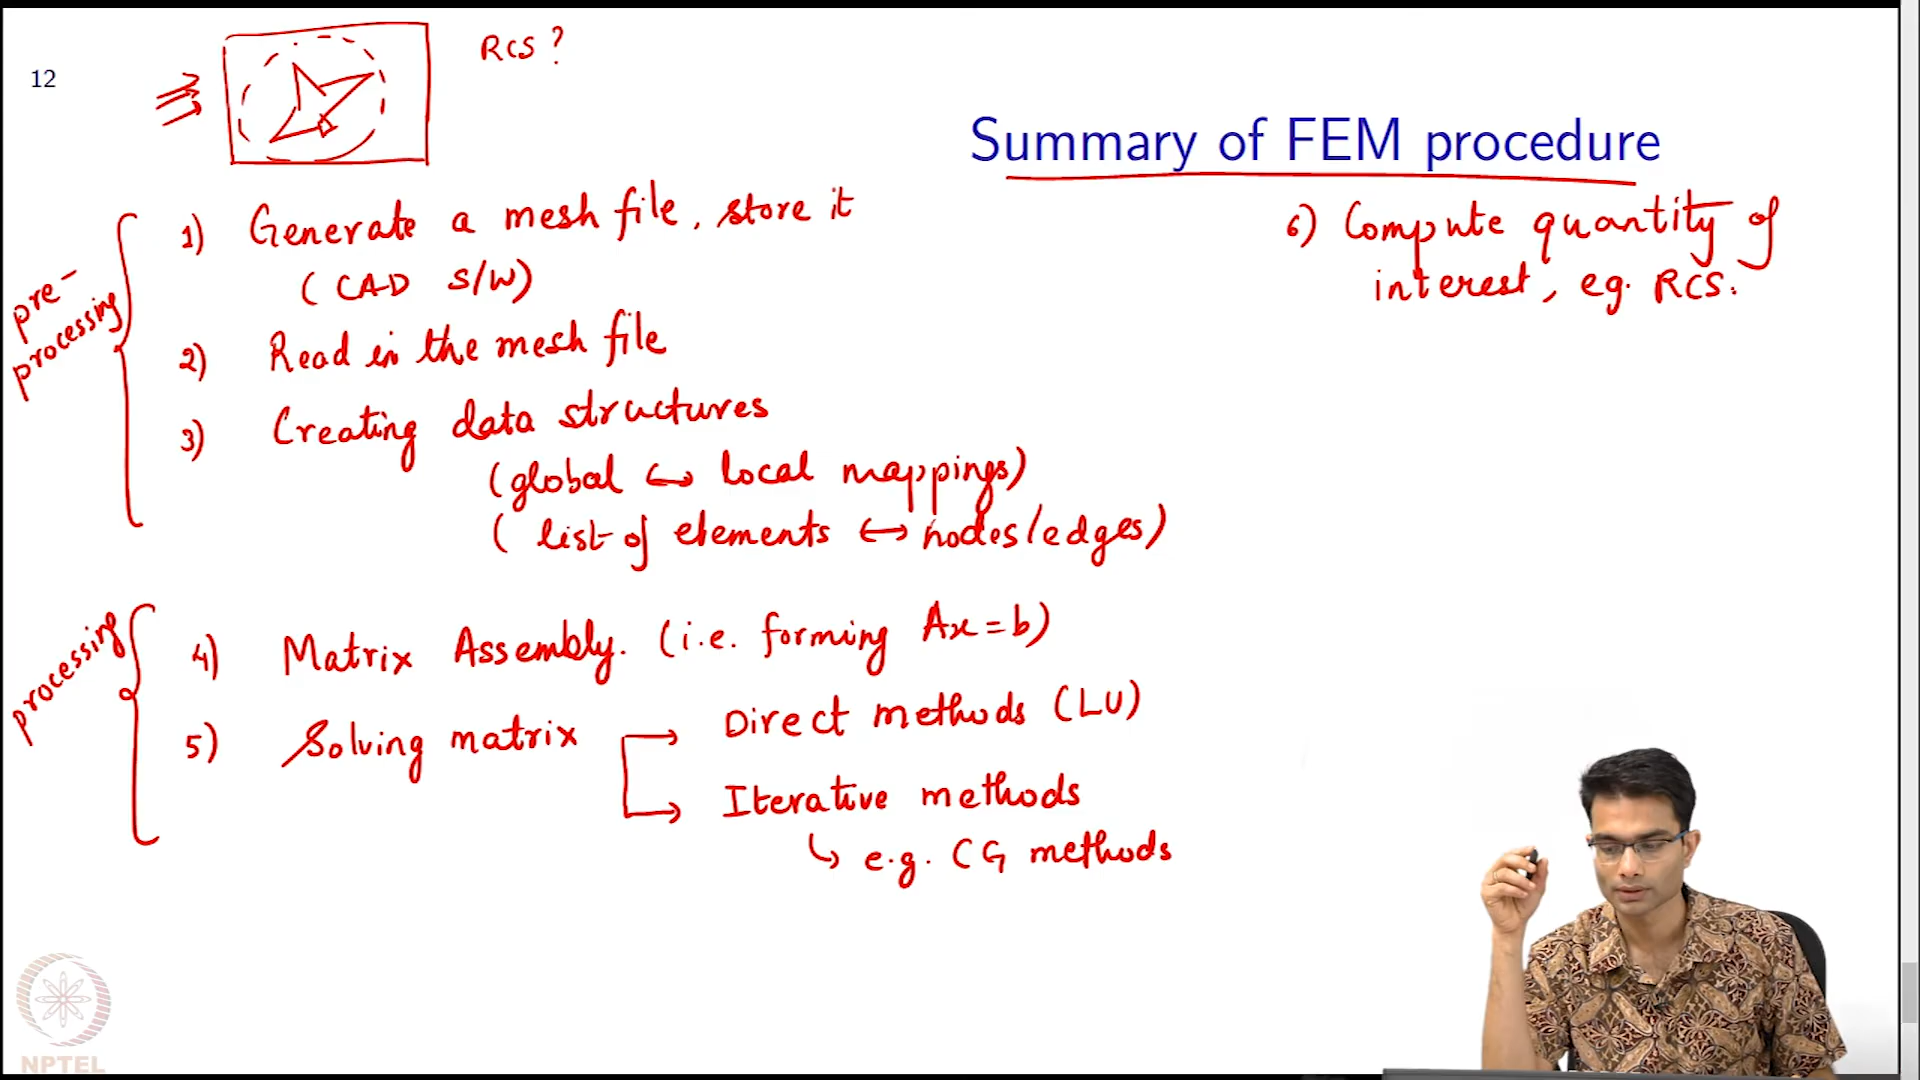 12
RCS ?
Summary of FEM procedure
pre-
processing
1) Generate a mesh file, store it
(CAD S/W)
2) Read in the mesh file
3) Creating data structures
(global ↔ local mappings)
(list of elements ↔ nodes/edges)
processing
4) Matrix Assembly. (i.e. forming Ax=b)
5) Solving matrix → Direct methods (LU)
→ Iterative methods
↳ e.g. CG methods
6) Compute quantity of
interest, eg. RCS.
NPTEL